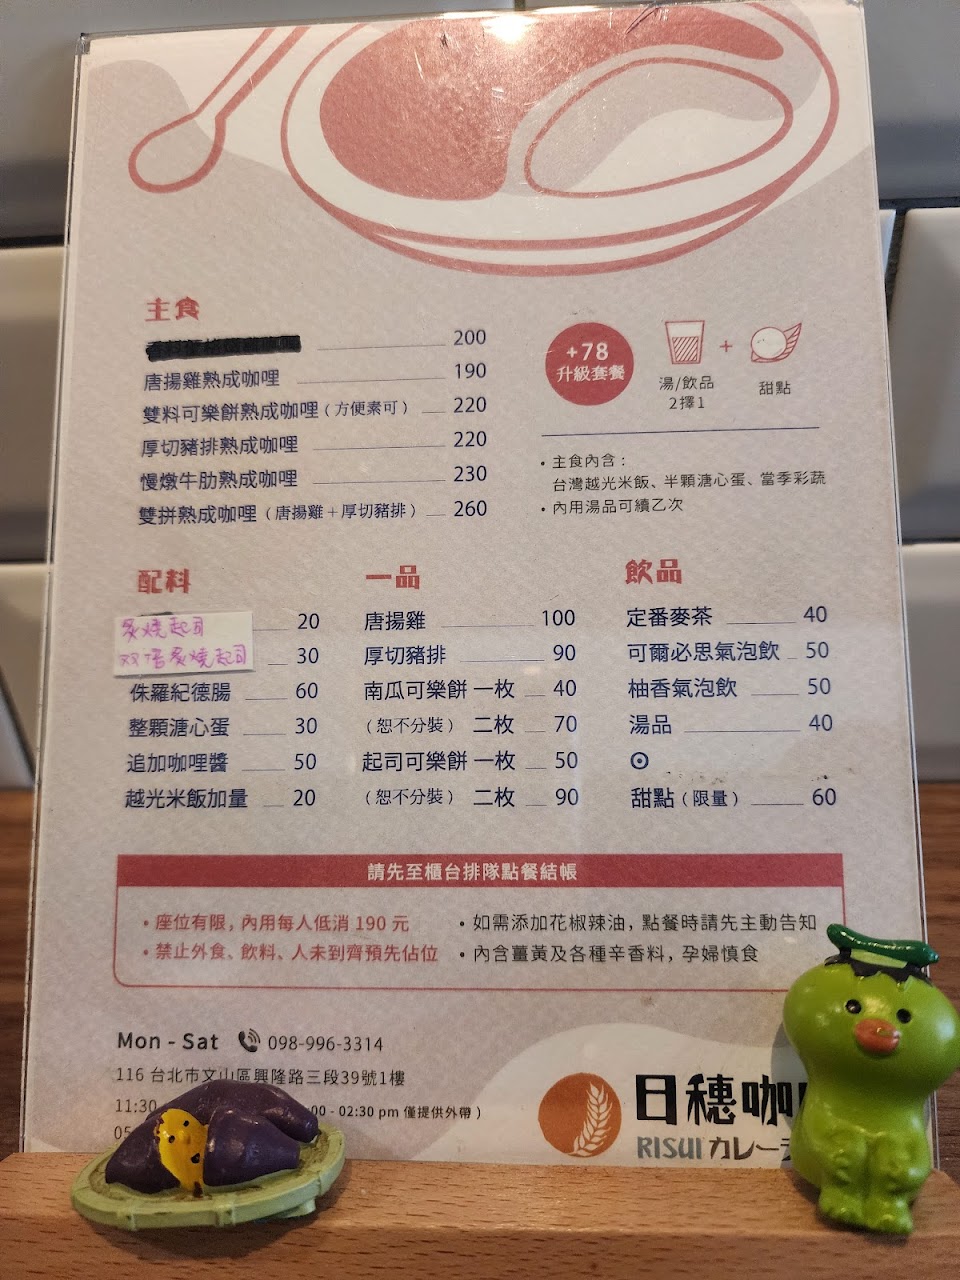 主食
200
唐揚雞熟成咖哩 190
雙料可樂餅熟成咖哩(方便素可) 220
厚切豬排熟成咖哩 220
慢燉牛肋熟成咖哩 230
雙拼熟成咖哩(唐揚雞+厚切豬排) 260
+78
升級套餐
湯/飲品
2擇1
+
甜點
•主食內含:
台灣越光米飯、半顆溏心蛋、當季彩蔬
•內用湯品可續乙次
配料
炙燒起司 20
双倍炙燒起司 30
侏羅紀德腸 60
整顆溏心蛋 30
追加咖哩醬 50
越光米飯加量 20
一品
唐揚雞 100
厚切豬排 90
南瓜可樂餅 一枚 40
(恕不分裝) 二枚 70
起司可樂餅 一枚 50
(恕不分裝) 二枚 90
飲品
定番麥茶 40
可爾必思氣泡飲 50
柚香氣泡飲 50
湯品 40
甜點(限量) 60
請先至櫃台排隊點餐結帳
•座位有限,內用每人低消 190 元
•禁止外食、飲料、人未到齊預先佔位
•如需添加花椒辣油,點餐時請先主動告知
•內含薑黃及各種辛香料,孕婦慎食
Mon - Sat 098-996-3314
116 台北市文山區興隆路三段39號1樓
11:30 :00 - 02:30 pm 僅提供外帶)
05
日穗咖
RISUI カレー